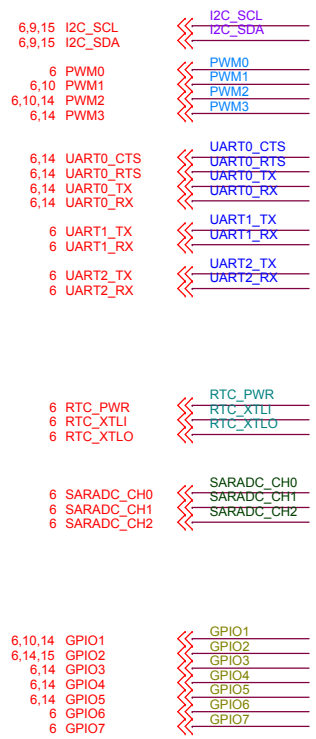 6,9,15 I2C_SCL I2C_SCL
6,9,15 I2C_SDA I2C_SDA
6 PWM0 PWM0
6,10 PWM1 PWM1
6,10,14 PWM2 PWM2
6,14 PWM3 PWM3
6,14 UART0_CTS UART0_CTS
6,14 UART0_RTS UART0_RTS
6,14 UART0_TX UART0_TX
6,14 UART0_RX UART0_RX
6 UART1_TX UART1_TX
6 UART1_RX UART1_RX
6 UART2_TX UART2_TX
6 UART2_RX UART2_RX
6 RTC_PWR RTC_PWR
6 RTC_XTLI RTC_XTLI
6 RTC_XTLO RTC_XTLO
6 SARADC_CH0 SARADC_CH0
6 SARADC_CH1 SARADC_CH1
6 SARADC_CH2 SARADC_CH2
6,10,14 GPIO1 GPIO1
6,14,15 GPIO2 GPIO2
6,14 GPIO3 GPIO3
6,14 GPIO4 GPIO4
6,14 GPIO5 GPIO5
6 GPIO6 GPIO6
6 GPIO7 GPIO7